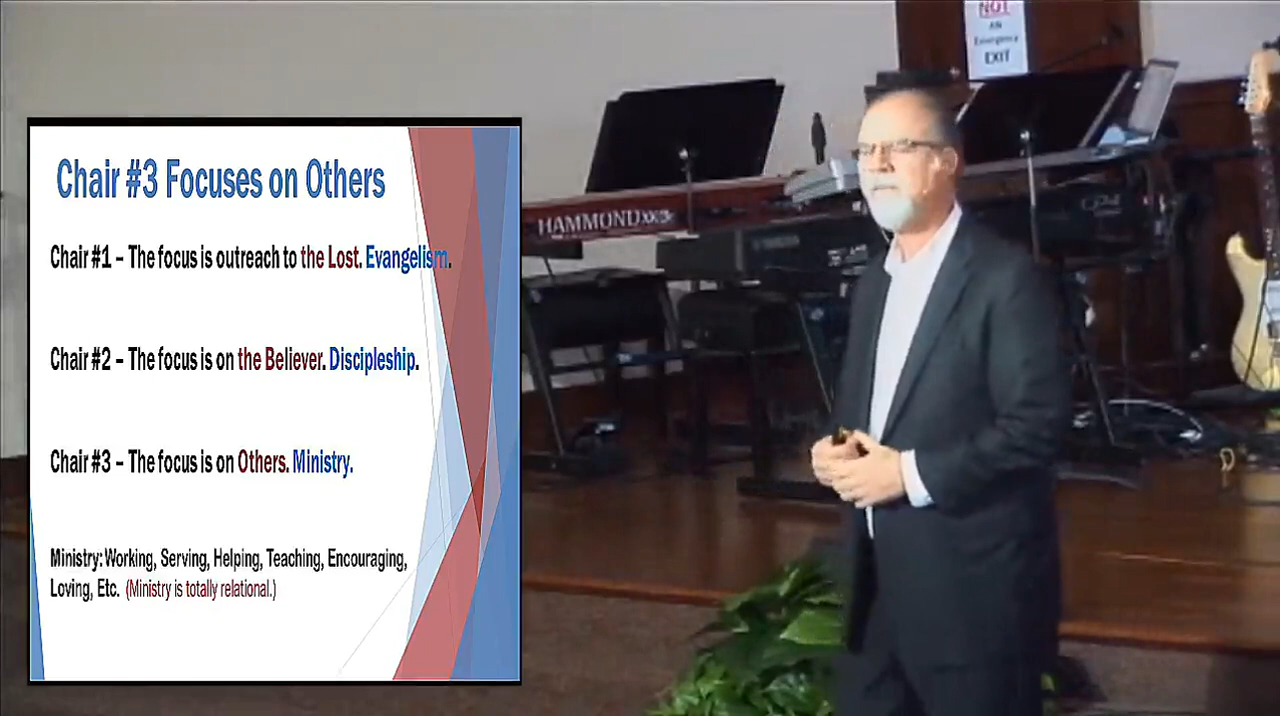 Chair #3 Focuses on Others
Chair #1 – The focus is outreach to the Lost. Evangelism.
Chair #2 – The focus is on the Believer. Discipleship.
Chair #3 – The focus is on Others. Ministry.
Ministry: Working, Serving, Helping, Teaching, Encouraging,
Loving, Etc. (Ministry is totally relational.)
NOT
AN
Emergency
EXIT
HAMMOND